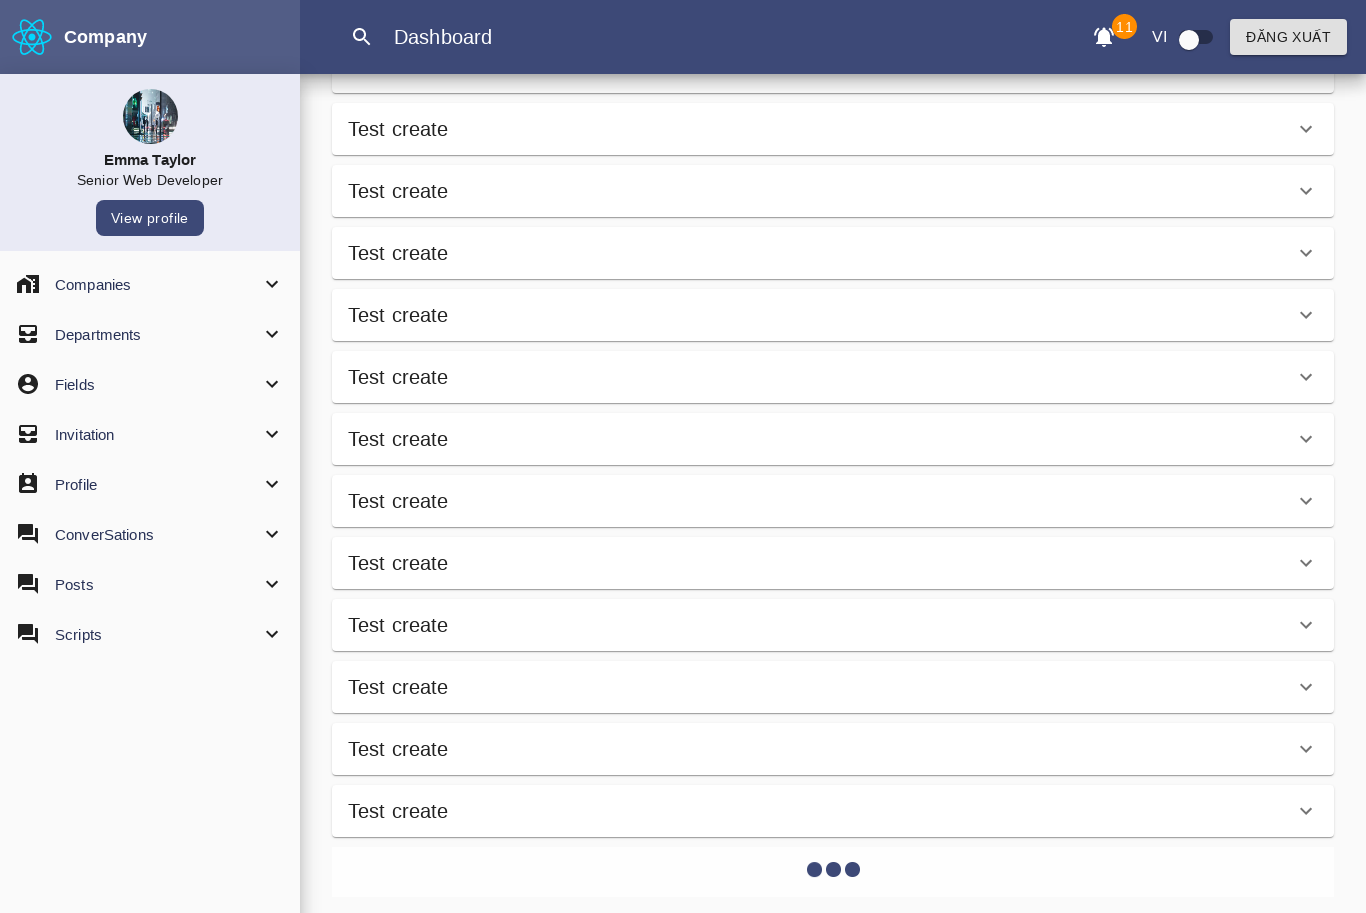 Company
Dashboard
11
VI
ĐĂNG XUẤT
Emma Taylor
Senior Web Developer
View profile
Companies
Departments
Fields
Invitation
Profile
ConverSations
Posts
Scripts
Test create
Test create
Test create
Test create
Test create
Test create
Test create
Test create
Test create
Test create
Test create
Test create